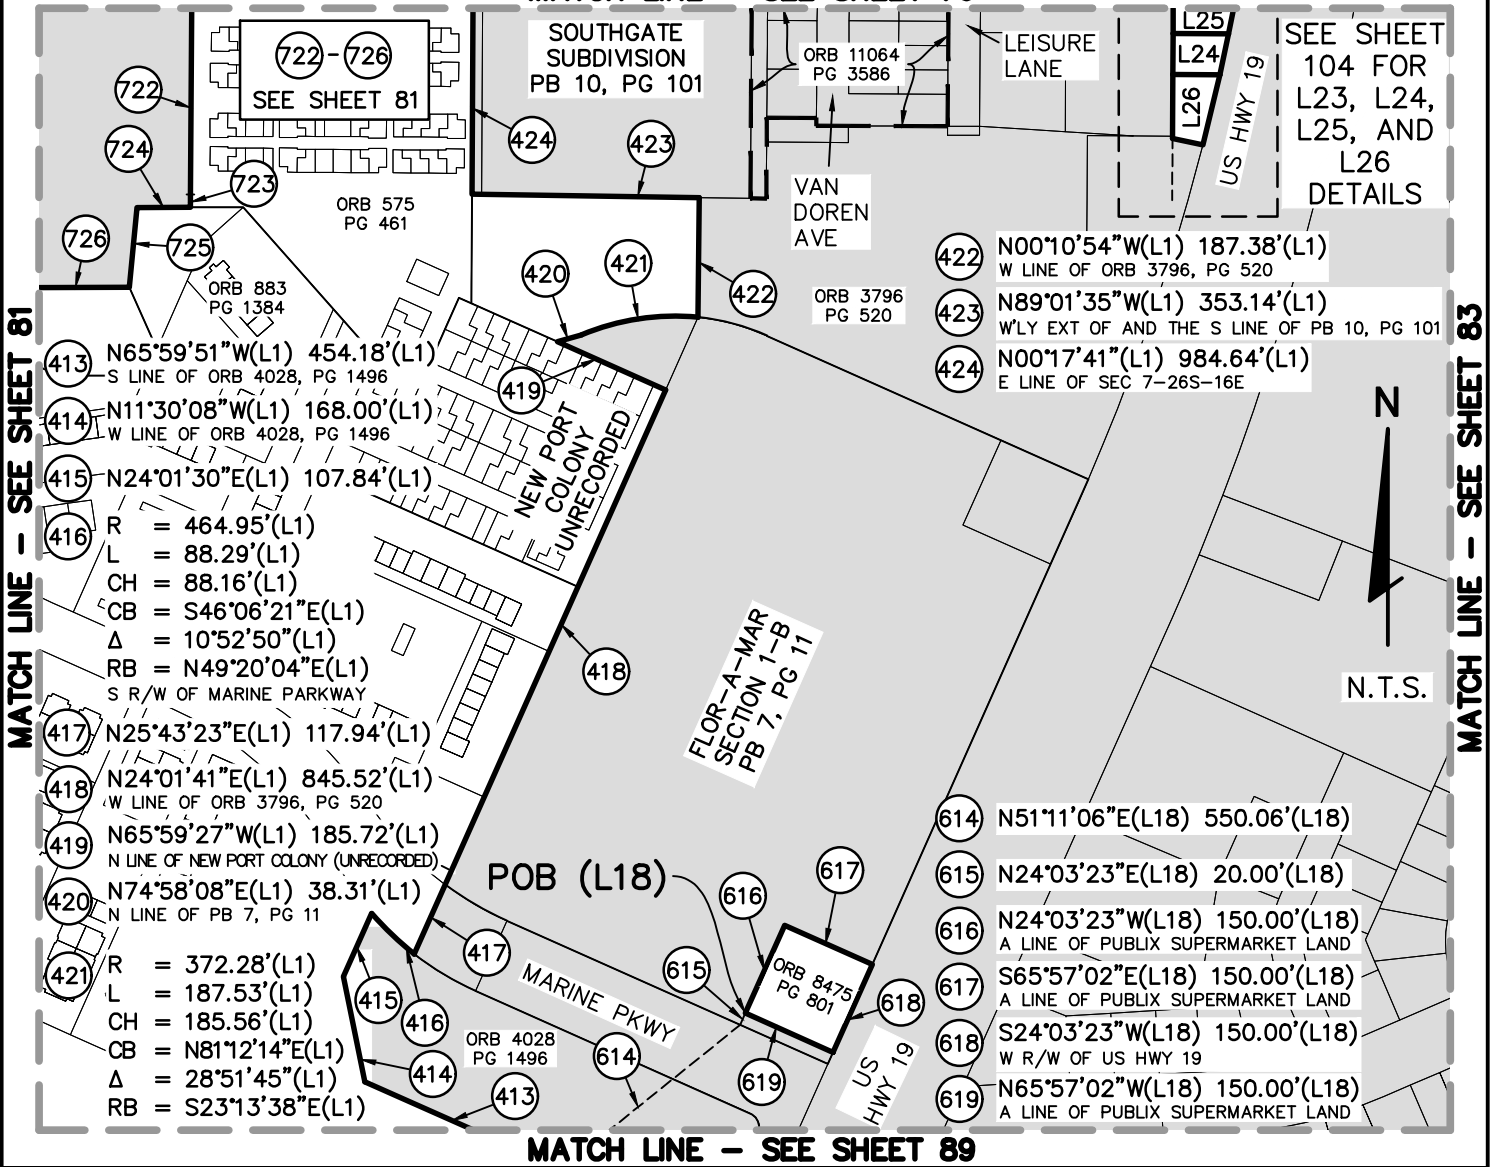 SOUTHGATE
SUBDIVISION
PB 10, PG 101
722 - 726
SEE SHEET 81
722
724
723
726
725
424
423
ORB 11064
PG 3586
LEISURE
LANE
L25
L24
L26
US HWY 19
SEE SHEET
104 FOR
L23, L24,
L25, AND
L26
DETAILS
ORB 575
PG 461
VAN
DOREN
AVE
ORB 883
PG 1384
420
421
422
419
ORB 3796
PG 520
422 N00°10'54"W(L1) 187.38'(L1)
W LINE OF ORB 3796, PG 520
423 N89°01'35"W(L1) 353.14'(L1)
W'LY EXT OF AND THE S LINE OF PB 10, PG 101
424 N00°17'41"(L1) 984.64'(L1)
E LINE OF SEC 7-26S-16E
MATCH LINE - SEE SHEET 81
MATCH LINE - SEE SHEET 83
N
N.T.S.
413 N65°59'51"W(L1) 454.18'(L1)
S LINE OF ORB 4028, PG 1496
414 N11°30'08"W(L1) 168.00'(L1)
W LINE OF ORB 4028, PG 1496
415 N24°01'30"E(L1) 107.84'(L1)
416 R = 464.95'(L1)
L = 88.29'(L1)
CH = 88.16'(L1)
CB = S46°06'21"E(L1)
Δ = 10°52'50"(L1)
RB = N49°20'04"E(L1)
S R/W OF MARINE PARKWAY
417 N25°43'23"E(L1) 117.94'(L1)
418 N24°01'41"E(L1) 845.52'(L1)
W LINE OF ORB 3796, PG 520
419 N65°59'27"W(L1) 185.72'(L1)
N LINE OF NEW PORT COLONY (UNRECORDED)
420 N74°58'08"E(L1) 38.31'(L1)
N LINE OF PB 7, PG 11
421 R = 372.28'(L1)
L = 187.53'(L1)
CH = 185.56'(L1)
CB = N81°12'14"E(L1)
Δ = 28°51'45"(L1)
RB = S23°13'38"E(L1)
NEW PORT
COLONY
UNRECORDED
418
FLOR-A-MAR
SECTION 1-B
PB 7, PG 11
POB (L18)
616
617
615
618
619
614
ORB 8475
PG 801
417
415
416
414
413
MARINE PKWY
ORB 4028
PG 1496
US
HWY 19
614 N51°11'06"E(L18) 550.06'(L18)
615 N24°03'23"E(L18) 20.00'(L18)
616 N24°03'23"W(L18) 150.00'(L18)
A LINE OF PUBLIX SUPERMARKET LAND
617 S65°57'02"E(L18) 150.00'(L18)
A LINE OF PUBLIX SUPERMARKET LAND
618 S24°03'23"W(L18) 150.00'(L18)
W R/W OF US HWY 19
619 N65°57'02"W(L18) 150.00'(L18)
A LINE OF PUBLIX SUPERMARKET LAND
MATCH LINE - SEE SHEET 89